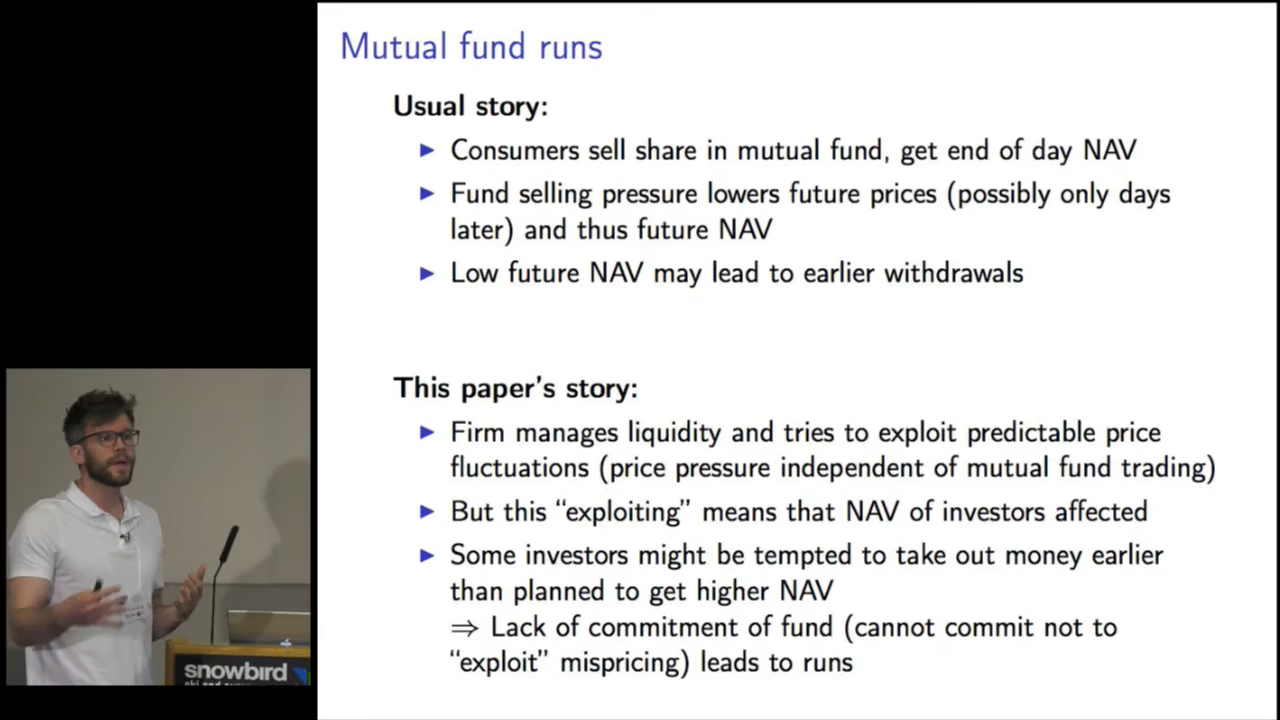 Mutual fund runs
Usual story:
▶ Consumers sell share in mutual fund, get end of day NAV
▶ Fund selling pressure lowers future prices (possibly only days
later) and thus future NAV
▶ Low future NAV may lead to earlier withdrawals
This paper's story:
▶ Firm manages liquidity and tries to exploit predictable price
fluctuations (price pressure independent of mutual fund trading)
▶ But this “exploiting” means that NAV of investors affected
▶ Some investors might be tempted to take out money earlier
than planned to get higher NAV
⇒ Lack of commitment of fund (cannot commit not to
“exploit” mispricing) leads to runs
snowbird